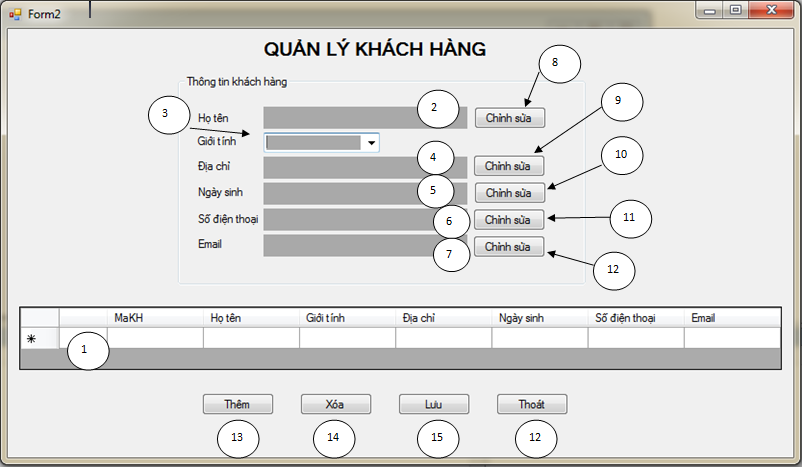 Form2
QUẢN LÝ KHÁCH HÀNG
8
Thông tin khách hàng
9
3
Họ tên
2
Chỉnh sửa
Giới tính
10
Địa chỉ
4
Chỉnh sửa
Ngày sinh
5
Chỉnh sửa
Số điện thoại
6
Chỉnh sửa
11
Email
7
Chỉnh sửa
12
MaKH Họ tên Giới tính Địa chỉ Ngày sinh Số điện thoại Email
1
Thêm Xóa Lưu Thoát
13 14 15 12